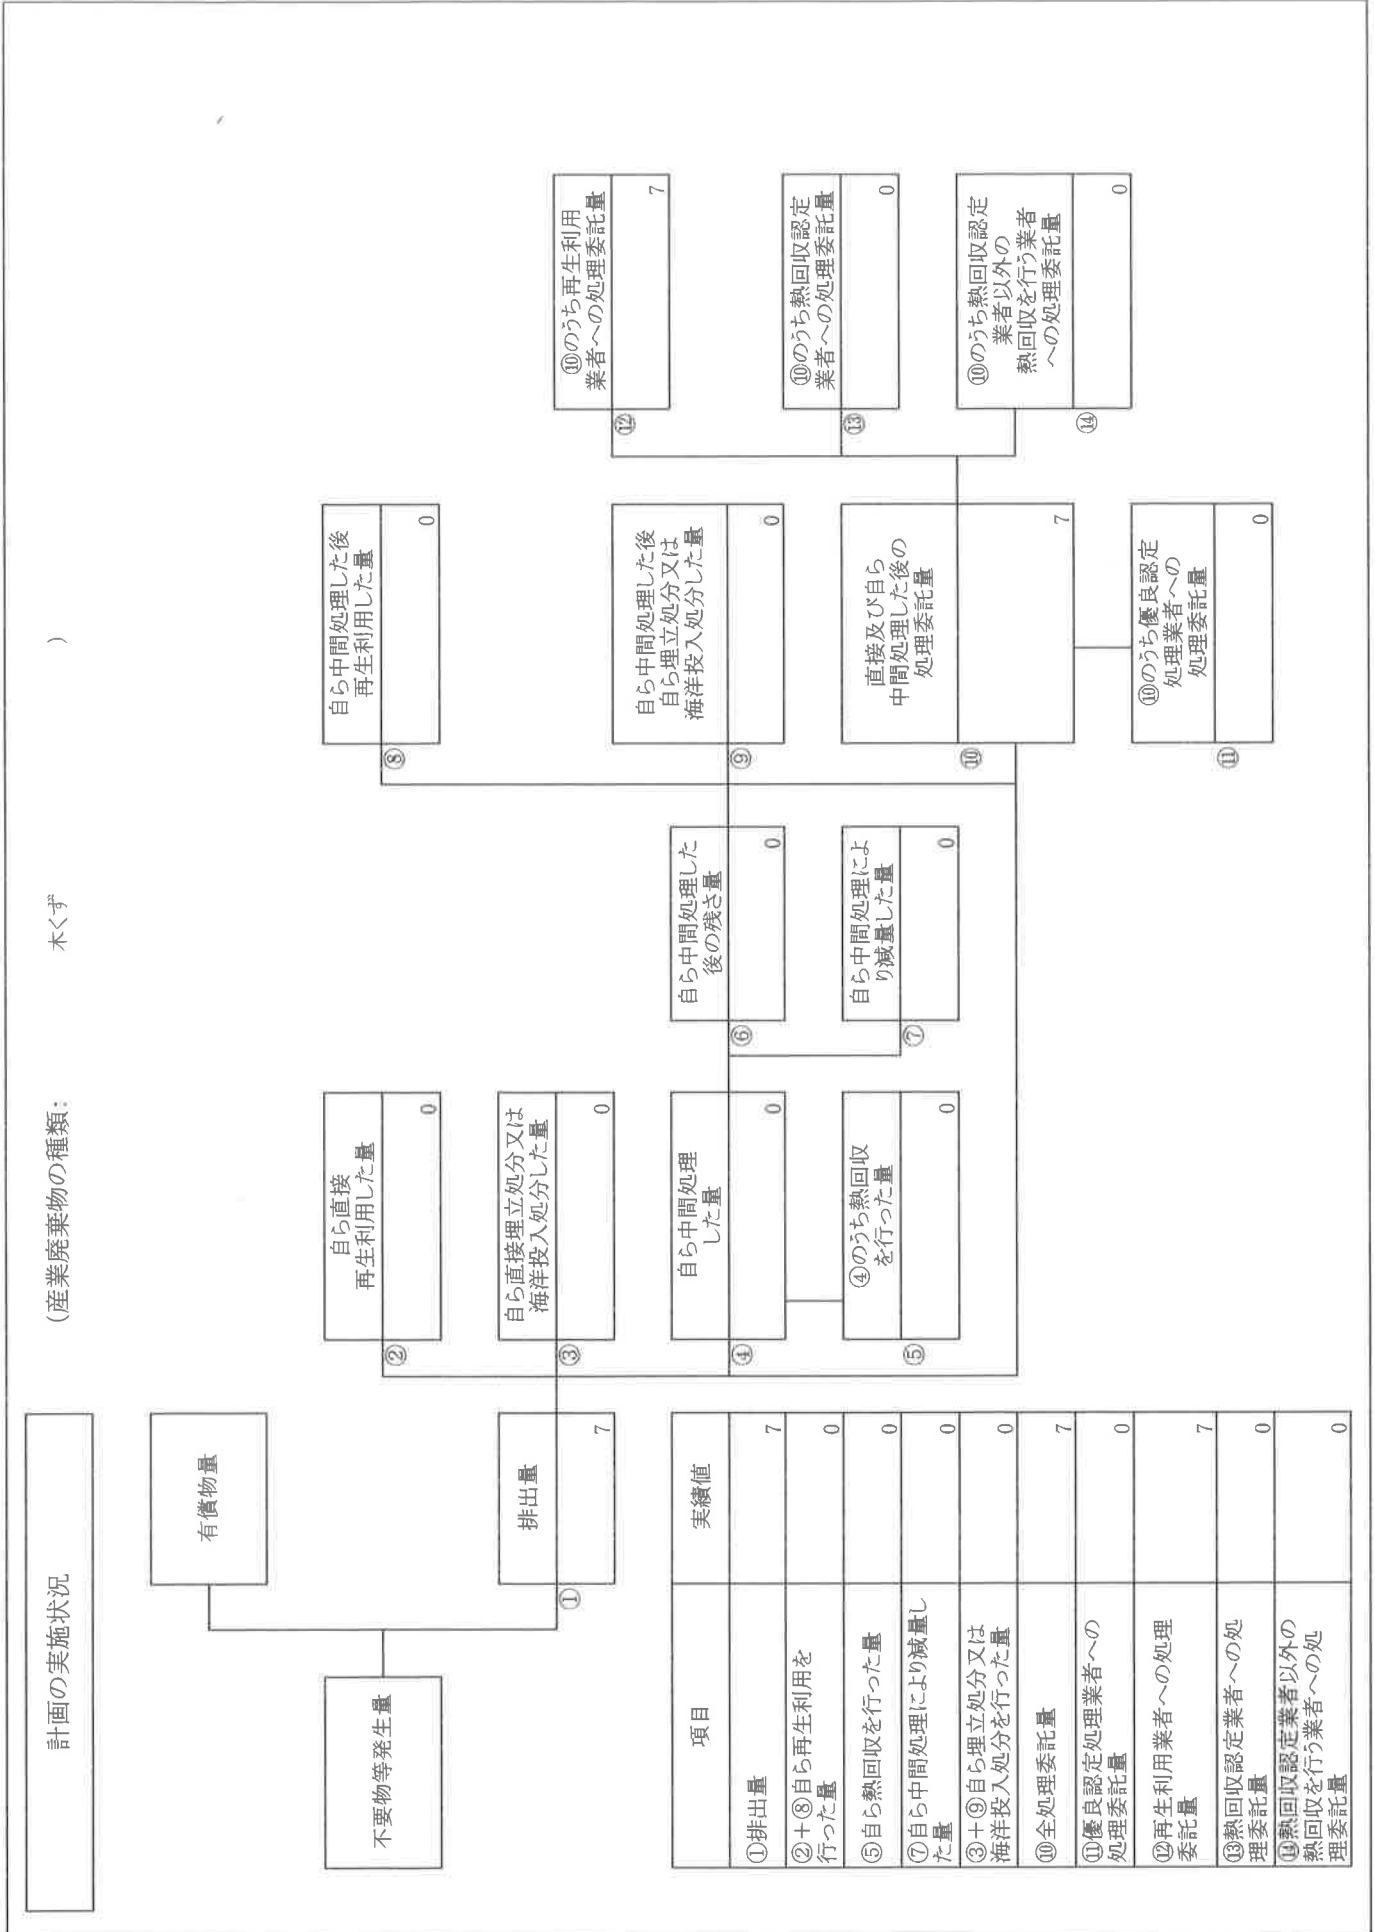 計画の実施状況
(産業廃棄物の種類: 木くず )
不要物等発生量
有償物量
①
排出量
7
②
自ら直接
再生利用した量
0
③
自ら直接埋立処分又は
海洋投入処分した量
0
④
自ら中間処理
した量
0
⑤
④のうち熱回収
を行った量
0
⑥
自ら中間処理した
後の残さ量
0
⑦
自ら中間処理によ
り減量した量
0
⑧
自ら中間処理した後
再生利用した量
0
⑨
自ら中間処理した後
自ら埋立処分又は
海洋投入処分した量
0
⑩
直接及び自ら
中間処理した後の
処理委託量
7
⑪
⑩のうち優良認定
処理業者への
処理委託量
0
⑫
⑩のうち再生利用
業者への処理委託量
7
⑬
⑩のうち熱回収認定
業者への処理委託量
0
⑭
⑩のうち熱回収認定
業者以外の
熱回収を行う業者
への処理委託量
0
項目 実績値
①排出量 7
②+⑧自ら再生利用を
行った量 0
⑤自ら熱回収を行った量 0
⑦自ら中間処理により減量し
た量 0
③+⑨自ら埋立処分又は
海洋投入処分を行った量 0
⑩全処理委託量 7
⑪優良認定処理業者への
処理委託量 0
⑫再生利用業者への処理
委託量 7
⑬熱回収認定業者への処
理委託量 0
⑭熱回収認定業者以外の
熱回収を行う業者への処
理委託量 0